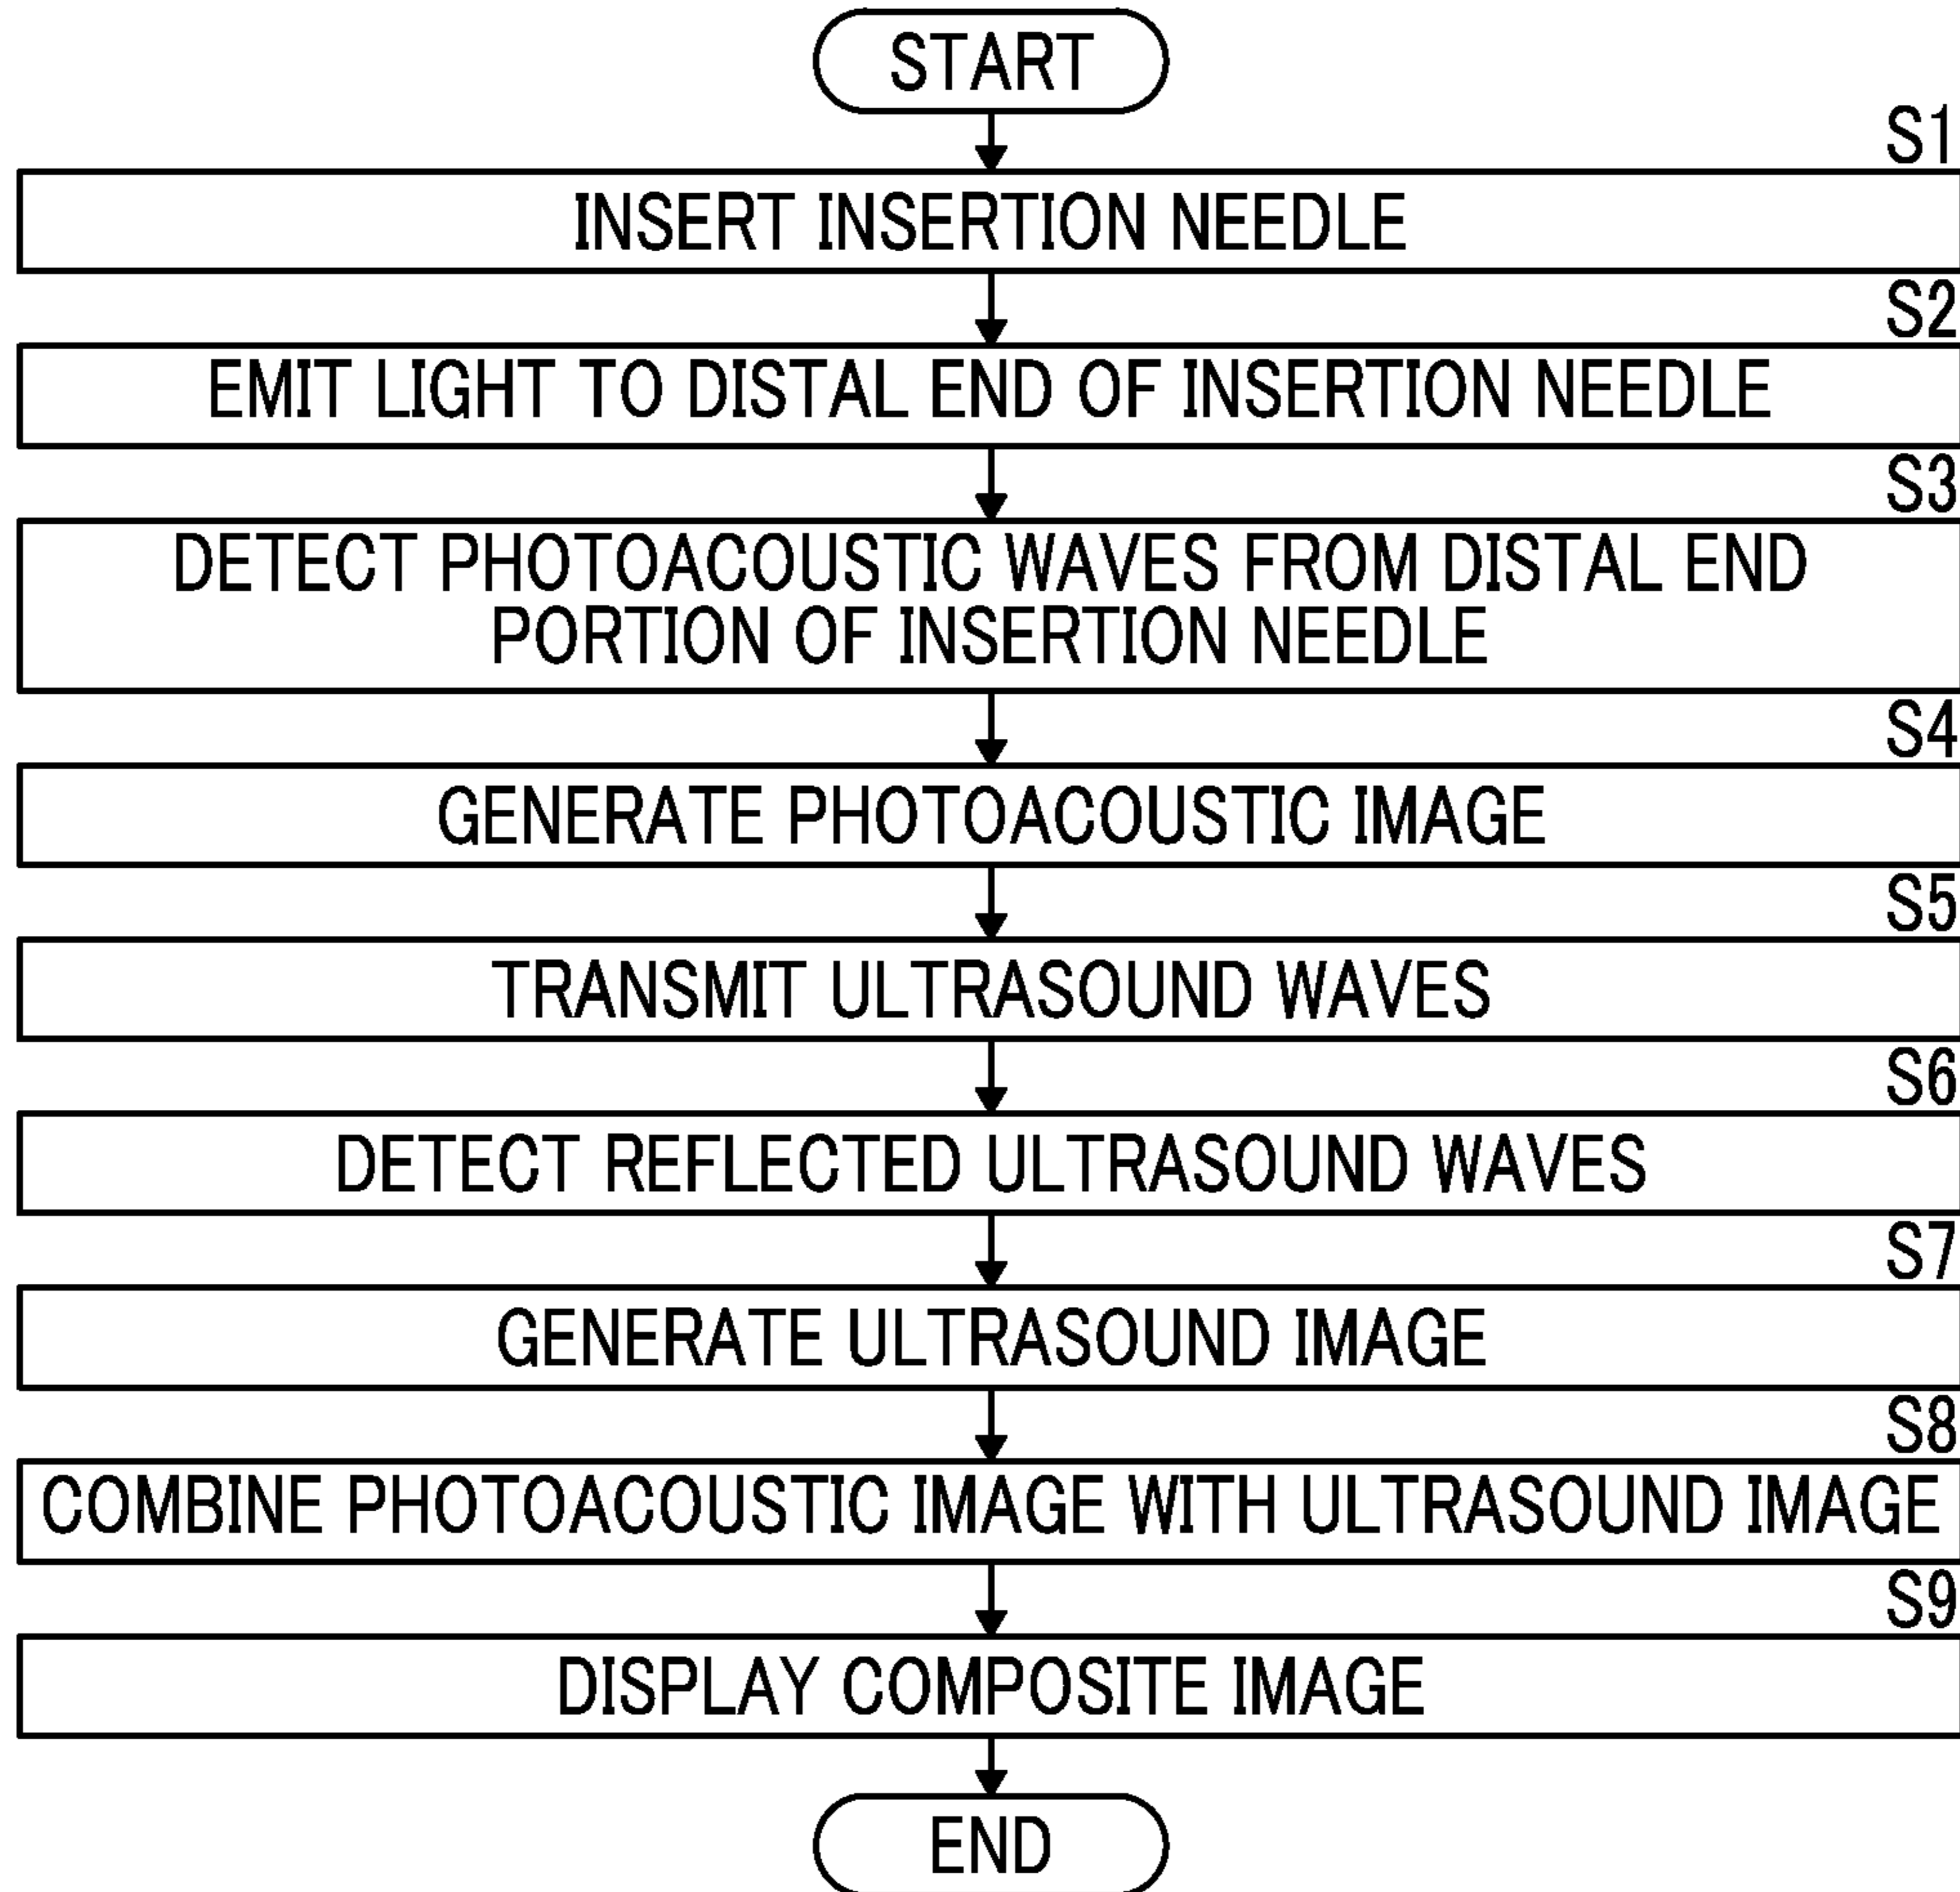 START
S1
INSERT INSERTION NEEDLE
S2
EMIT LIGHT TO DISTAL END OF INSERTION NEEDLE
S3
DETECT PHOTOACOUSTIC WAVES FROM DISTAL END
PORTION OF INSERTION NEEDLE
S4
GENERATE PHOTOACOUSTIC IMAGE
S5
TRANSMIT ULTRASOUND WAVES
S6
DETECT REFLECTED ULTRASOUND WAVES
S7
GENERATE ULTRASOUND IMAGE
S8
COMBINE PHOTOACOUSTIC IMAGE WITH ULTRASOUND IMAGE
S9
DISPLAY COMPOSITE IMAGE
END